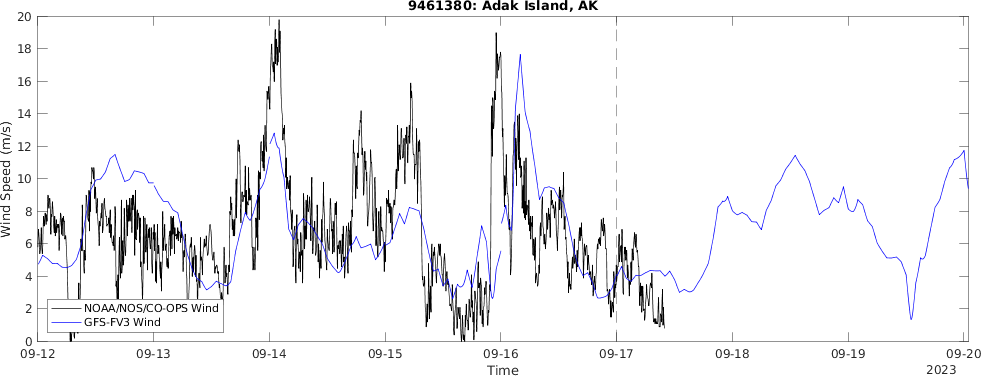 9461380: Adak Island, AK
Wind Speed (m/s)
20
18
16
14
12
10
8
6
4
2
0
NOAA/NOS/CO-OPS Wind
GFS-FV3 Wind
09-12 09-13 09-14 09-15 09-16 09-17 09-18 09-19 09-20
Time
2023